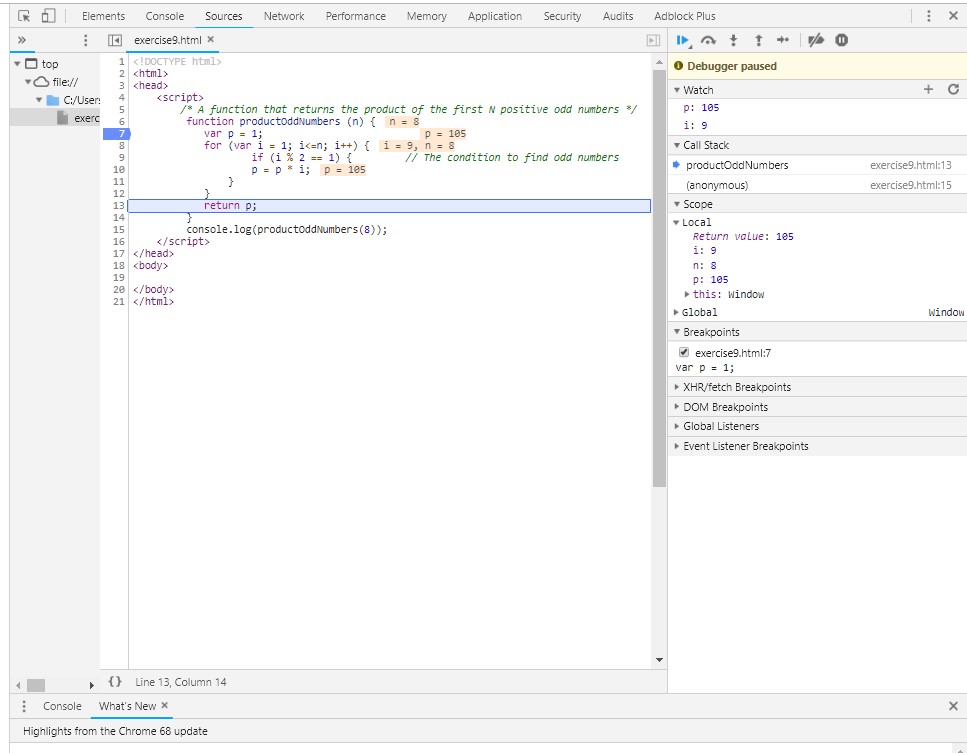 Elements Console Sources Network Performance Memory Application Security Audits Adblock Plus
» exercise9.html ×
top
file://
C:/Users
exerc
1 <!DOCTYPE html>
2 <html>
3 <head>
4 <script>
5 /* A function that returns the product of the first N positive odd numbers */
6 function productOddNumbers (n) { n = 8
7 var p = 1; p = 105
8 for (var i = 1; i<=n; i++) { i = 9, n = 8
9 if (i % 2 == 1) { // The condition to find odd numbers
10 p = p * i; p = 105
11 }
12 }
13 return p;
14 }
15 console.log(productOddNumbers(8));
16 </script>
17 </head>
18 <body>
19
20 </body>
21 </html>
{} Line 13, Column 14
Debugger paused
Watch
p: 105
i: 9
Call Stack
productOddNumbers exercise9.html:13
(anonymous) exercise9.html:15
Scope
Local
Return value: 105
i: 9
n: 8
p: 105
this: Window
Global Window
Breakpoints
exercise9.html:7
var p = 1;
XHR/fetch Breakpoints
DOM Breakpoints
Global Listeners
Event Listener Breakpoints
Console What's New ×
Highlights from the Chrome 68 update